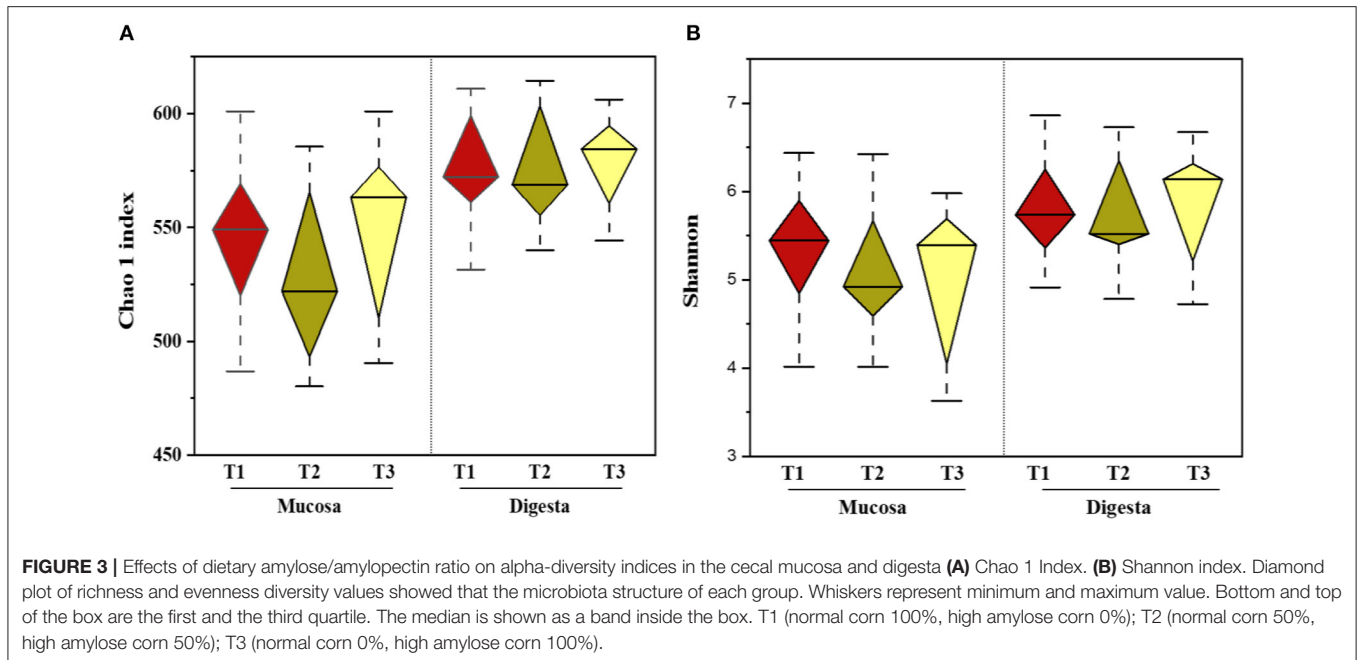 A
B
Chao 1 index
600
550
500
450
T1 T2 T3 T1 T2 T3
Mucosa Digesta
Shannon
7
6
5
4
3
T1 T2 T3 T1 T2 T3
Mucosa Digesta
FIGURE 3 | Effects of dietary amylose/amylopectin ratio on alpha-diversity indices in the cecal mucosa and digesta (A) Chao 1 Index. (B) Shannon index. Diamond
plot of richness and evenness diversity values showed that the microbiota structure of each group. Whiskers represent minimum and maximum value. Bottom and top
of the box are the first and the third quartile. The median is shown as a band inside the box. T1 (normal corn 100%, high amylose corn 0%); T2 (normal corn 50%,
high amylose corn 50%); T3 (normal corn 0%, high amylose corn 100%).